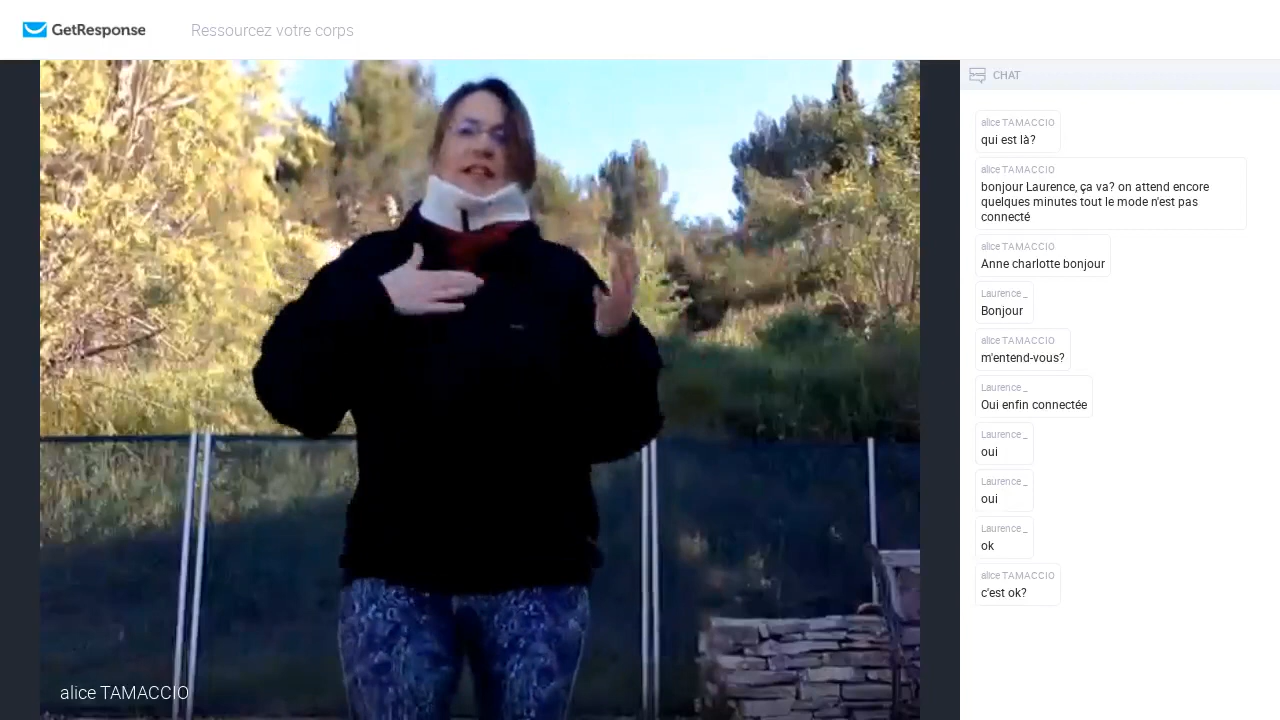 GetResponse
Ressourcez votre corps
CHAT
alice TAMACCIO
qui est là?
alice TAMACCIO
bonjour Laurence, ça va? on attend encore
quelques minutes tout le mode n'est pas
connecté
alice TAMACCIO
Anne charlotte bonjour
Laurence _
Bonjour
alice TAMACCIO
m'entend-vous?
Laurence _
Oui enfin connectée
Laurence _
oui
Laurence _
oui
Laurence _
ok
alice TAMACCIO
c'est ok?
alice TAMACCIO